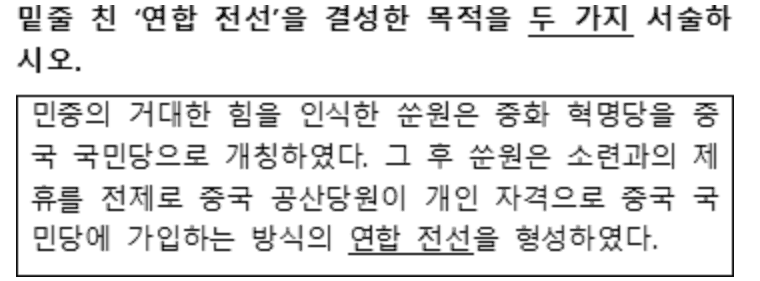 밑줄 친 ‘연합 전선’을 결성한 목적을 두 가지 서술하
시오.
민중의 거대한 힘을 인식한 쑨원은 중화 혁명당을 중
국 국민당으로 개칭하였다. 그 후 쑨원은 소련과의 제
휴를 전제로 중국 공산당원이 개인 자격으로 중국 국
민당에 가입하는 방식의 연합 전선을 형성하였다.